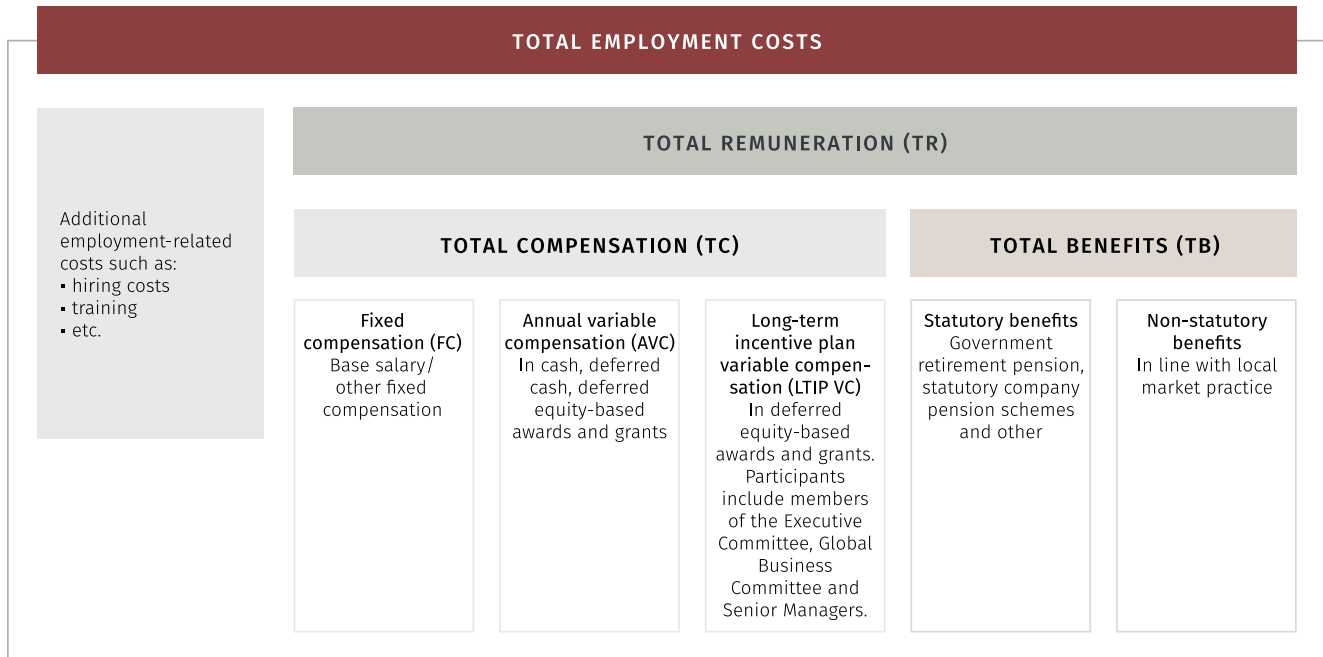 TOTAL EMPLOYMENT COSTS
TOTAL REMUNERATION (TR)
Additional
employment-related
costs such as:
▪ hiring costs
▪ training
▪ etc.
TOTAL COMPENSATION (TC)
TOTAL BENEFITS (TB)
Fixed
compensation (FC)
Base salary/
other fixed
compensation
Annual variable
compensation (AVC)
In cash, deferred
cash, deferred
equity-based
awards and grants
Long-term
incentive plan
variable compen-
sation (LTIP VC)
In deferred
equity-based
awards and grants.
Participants
include members
of the Executive
Committee, Global
Business
Committee and
Senior Managers.
Statutory benefits
Government
retirement pension,
statutory company
pension schemes
and other
Non-statutory
benefits
In line with local
market practice